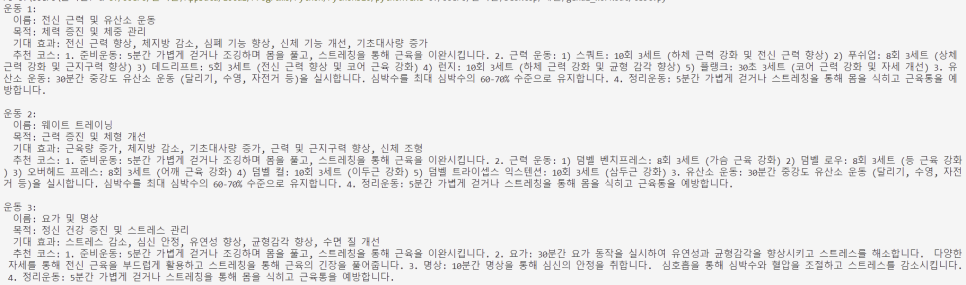 운동 1:
이름: 전신 근력 및 유산소 운동
목적: 체력 증진 및 체중 관리
기대 효과: 전신 근력 향상, 체지방 감소, 심폐 기능 향상, 신체 기능 개선, 기초대사량 증가
추천 코스: 1. 준비운동: 5분간 가볍게 걷거나 조깅하며 몸을 풀고, 스트레칭을 통해 근육을 이완시킵니다. 2. 근력 운동: 1) 스쿼트: 10회 3세트 (하체 근력 강화 및 전신 근력 향상) 2) 푸쉬업: 8회 3세트 (상체
근력 강화 및 근지구력 향상) 3) 데드리프트: 5회 3세트 (전신 근력 향상 및 코어 근력 강화) 4) 런지: 10회 3세트 (하체 근력 강화 및 균형 감각 향상) 5) 플랭크: 30초 3세트 (코어 근력 강화 및 자세 개선) 3. 유
산소 운동: 30분간 중강도 유산소 운동 (달리기, 수영, 자전거 등)을 실시합니다. 심박수를 최대 심박수의 60-70% 수준으로 유지합니다. 4. 정리운동: 5분간 가볍게 걷거나 스트레칭을 통해 몸을 식히고 근육통을 예
방합니다.
운동 2:
이름: 웨이트 트레이닝
목적: 근력 증진 및 체형 개선
기대 효과: 근육량 증가, 체지방 감소, 기초대사량 증가, 근력 및 근지구력 향상, 신체 조형
추천 코스: 1. 준비운동: 5분간 가볍게 걷거나 조깅하며 몸을 풀고, 스트레칭을 통해 근육을 이완시킵니다. 2. 근력 운동: 1) 덤벨 벤치프레스: 8회 3세트 (가슴 근육 강화) 2) 덤벨 로우: 8회 3세트 (등 근육 강화
) 3) 오버헤드 프레스: 8회 3세트 (어깨 근육 강화) 4) 덤벨 컬: 10회 3세트 (이두근 강화) 5) 덤벨 트라이셉스 익스텐션: 10회 3세트 (삼두근 강화) 3. 유산소 운동: 30분간 중강도 유산소 운동 (달리기, 수영, 자전
거 등)을 실시합니다. 심박수를 최대 심박수의 60-70% 수준으로 유지합니다. 4. 정리운동: 5분간 가볍게 걷거나 스트레칭을 통해 몸을 식히고 근육통을 예방합니다.
운동 3:
이름: 요가 및 명상
목적: 정신 건강 증진 및 스트레스 관리
기대 효과: 스트레스 감소, 심신 안정, 유연성 향상, 균형감각 향상, 수면 질 개선
추천 코스: 1. 준비운동: 5분간 가볍게 걷거나 조깅하며 몸을 풀고, 스트레칭을 통해 근육을 이완시킵니다. 2. 요가: 30분간 요가 동작을 실시하여 유연성과 균형감각을 향상시키고 스트레스를 해소합니다. 다양한
자세를 통해 전신 근육을 부드럽게 활용하고 스트레칭을 통해 근육의 긴장을 풀어줍니다. 3. 명상: 10분간 명상을 통해 심신의 안정을 취합니다. 심호흡을 통해 심박수와 혈압을 조절하고 스트레스를 감소시킵니다.
4. 정리운동: 5분간 가볍게 걷거나 스트레칭을 통해 몸을 식히고 근육통을 예방합니다.